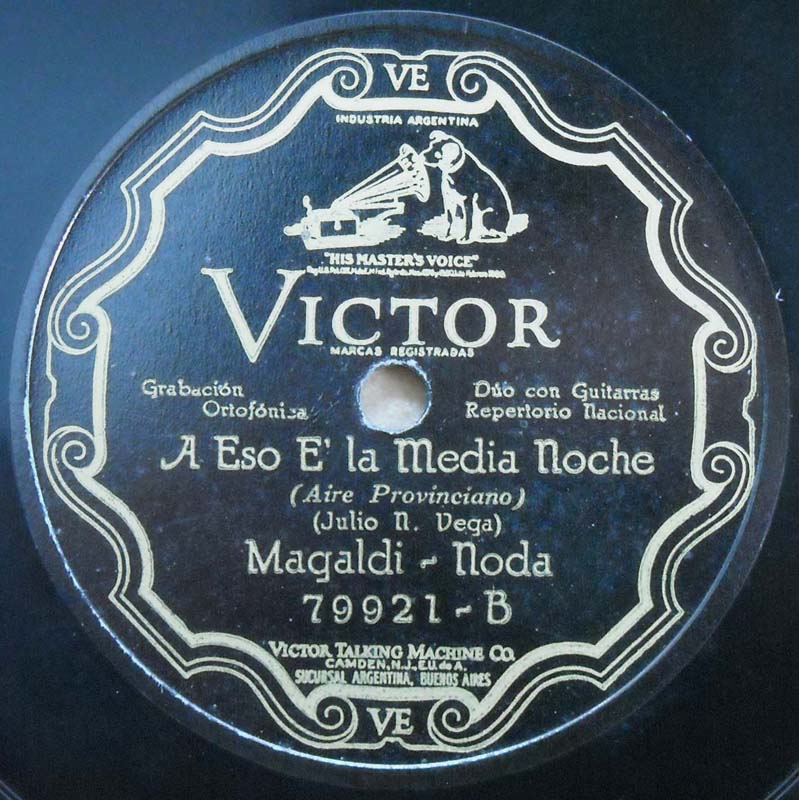 VE
INDUSTRIA ARGENTINA
"HIS MASTER'S VOICE"
VICTOR
MARCAS REGISTRADAS
Grabación
Ortofónica
Dúo con Guitarras
Repertorio Nacional
A Eso E' la Media Noche
(Aire Provinciano)
(Julio N. Vega)
Magaldi - Noda
79921 - B
VICTOR TALKING MACHINE CO.
CAMDEN, N.J., E.U. de A.
SUCURSAL ARGENTINA, BUENOS AIRES
VE